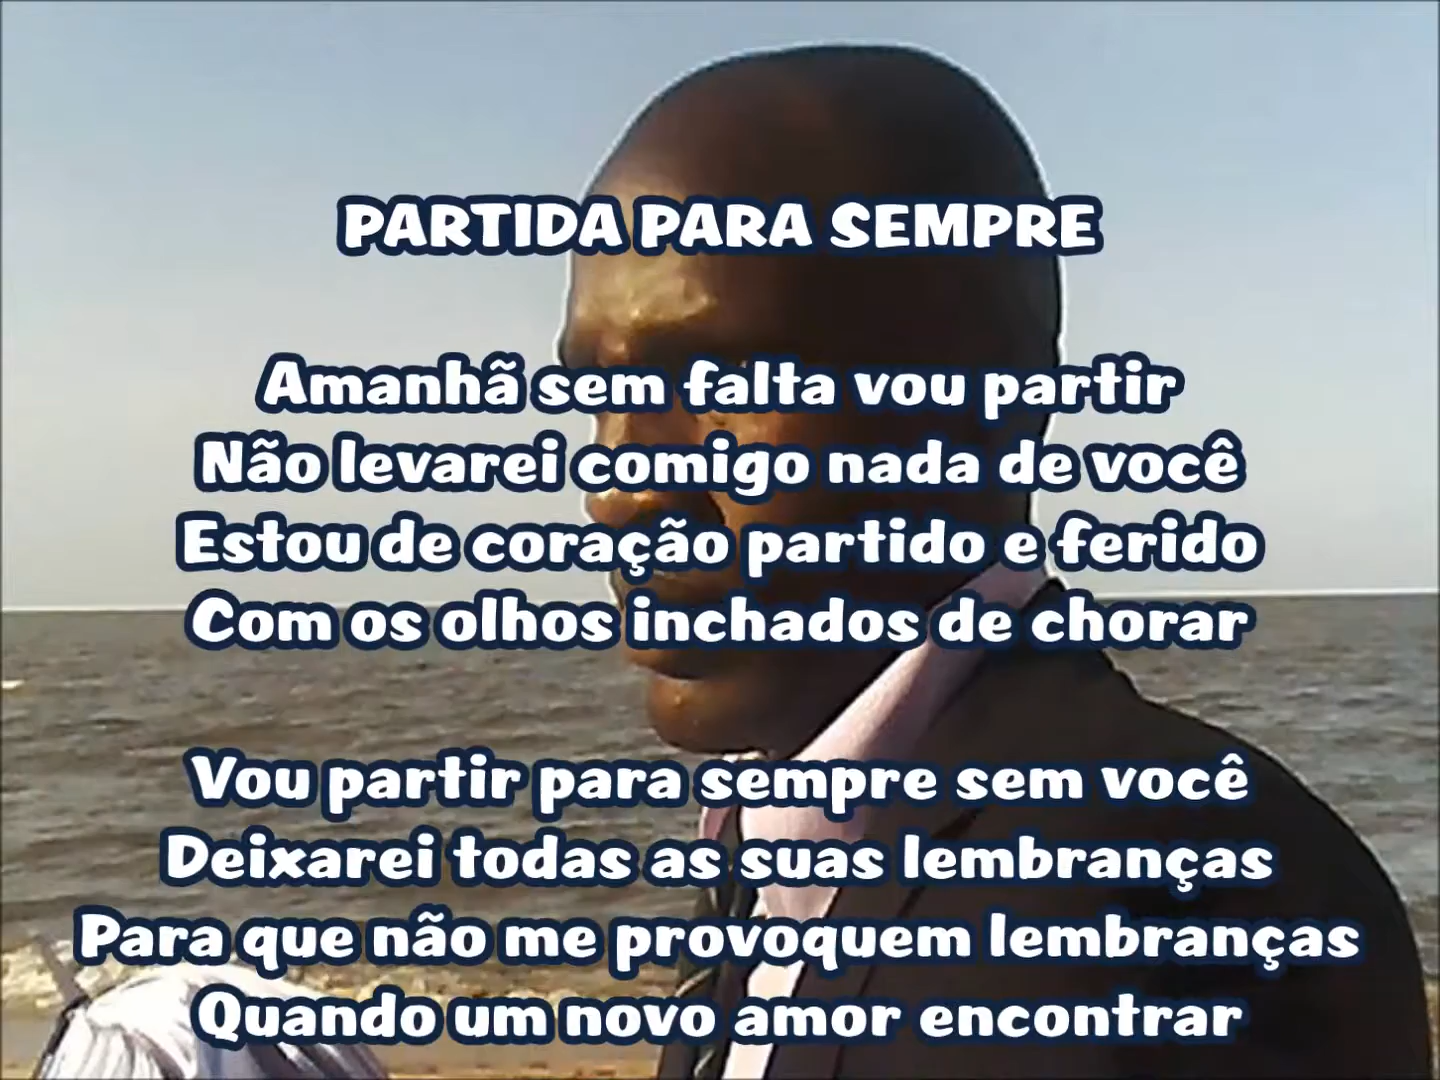 PARTIDA PARA SEMPRE
Amanhã sem falta vou partir
Não levarei comigo nada de você
Estou de coração partido e ferido
Com os olhos inchados de chorar
Vou partir para sempre sem você
Deixarei todas as suas lembranças
Para que não me provoquem lembranças
Quando um novo amor encontrar